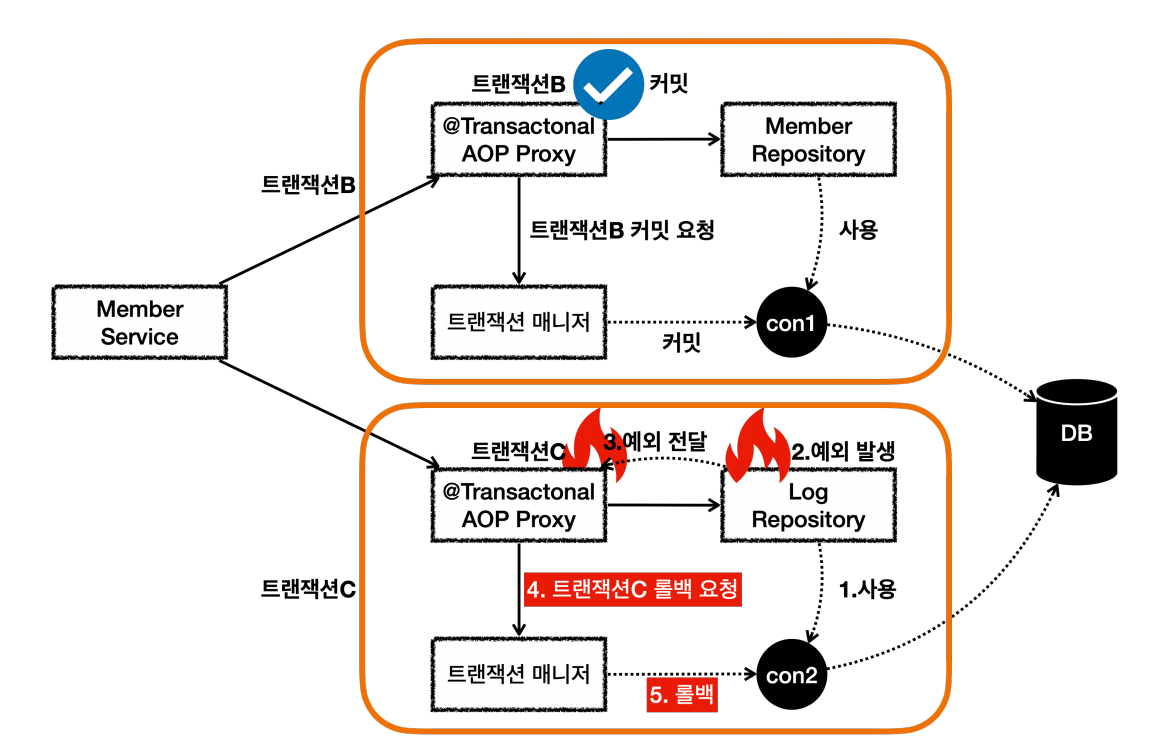 트랜잭션B
커밋
@Transactonal
AOP Proxy
Member
Repository
트랜잭션B
트랜잭션B 커밋 요청
사용
Member
Service
트랜잭션 매니저
커밋
con1
DB
트랜잭션C
3.예외 전달
2.예외 발생
@Transactonal
AOP Proxy
Log
Repository
트랜잭션C
4. 트랜잭션C 롤백 요청
1.사용
트랜잭션 매니저
5. 롤백
con2